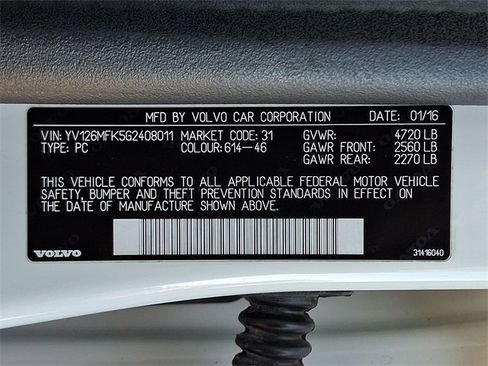 MFD BY VOLVO CAR CORPORATION DATE: 01/16
VIN: YV126MFK5G2408011 MARKET CODE: 31 GVWR: 4720 LB
TYPE: PC COLOUR: 614-46 GAWR FRONT: 2560 LB
GAWR REAR: 2270 LB
THIS VEHICLE CONFORMS TO ALL APPLICABLE FEDERAL MOTOR VEHICLE
SAFETY, BUMPER AND THEFT PREVENTION STANDARDS IN EFFECT ON
THE DATE OF MANUFACTURE SHOWN ABOVE.
VOLVO 31416040